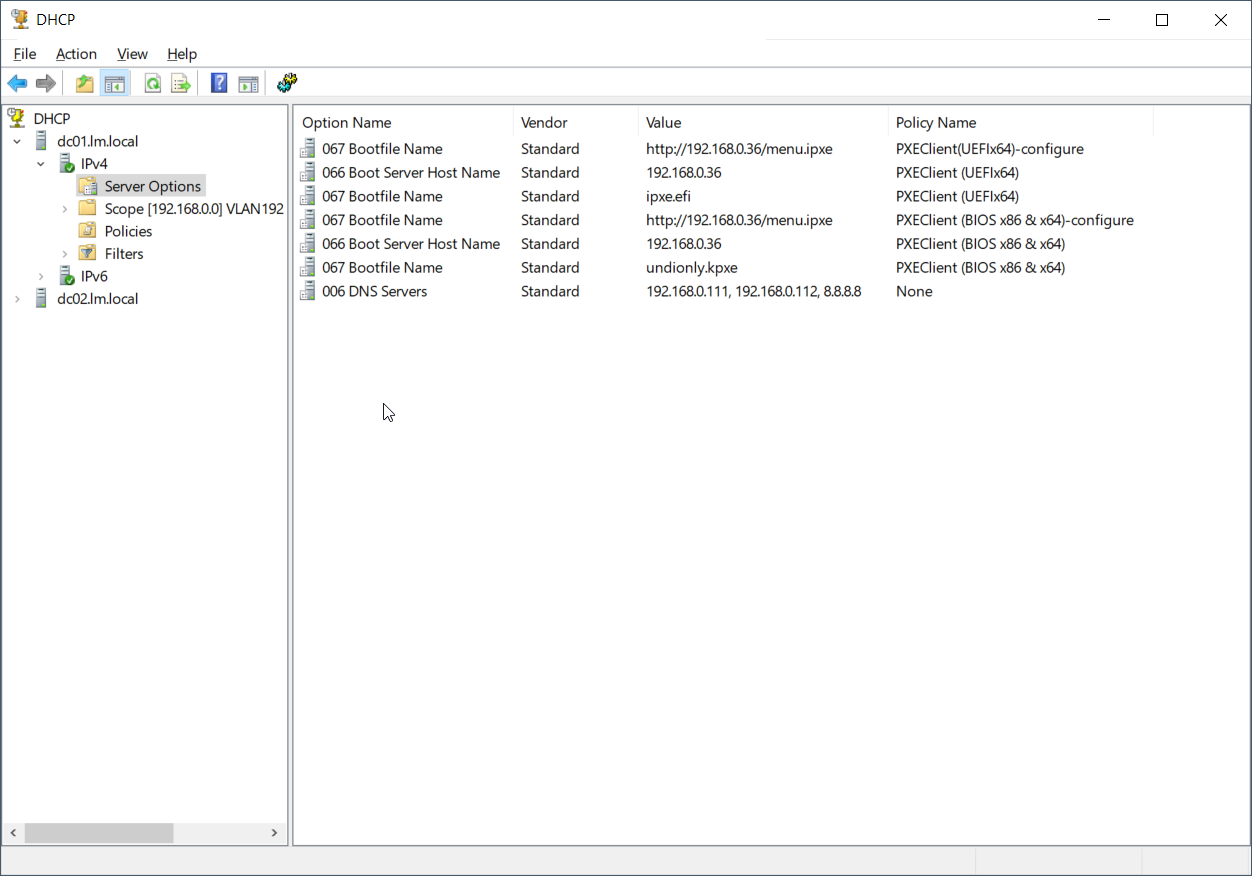 DHCP
File Action View Help
DHCP
dc01.lm.local
IPv4
Server Options
Scope [192.168.0.0] VLAN192
Policies
Filters
IPv6
dc02.lm.local
Option Name Vendor Value Policy Name
067 Bootfile Name Standard http://192.168.0.36/menu.ipxe PXEClient(UEFIx64)-configure
066 Boot Server Host Name Standard 192.168.0.36 PXEClient (UEFIx64)
067 Bootfile Name Standard ipxe.efi PXEClient (UEFIx64)
067 Bootfile Name Standard http://192.168.0.36/menu.ipxe PXEClient (BIOS x86 & x64)-configure
066 Boot Server Host Name Standard 192.168.0.36 PXEClient (BIOS x86 & x64)
067 Bootfile Name Standard undionly.kpxe PXEClient (BIOS x86 & x64)
006 DNS Servers Standard 192.168.0.111, 192.168.0.112, 8.8.8.8 None